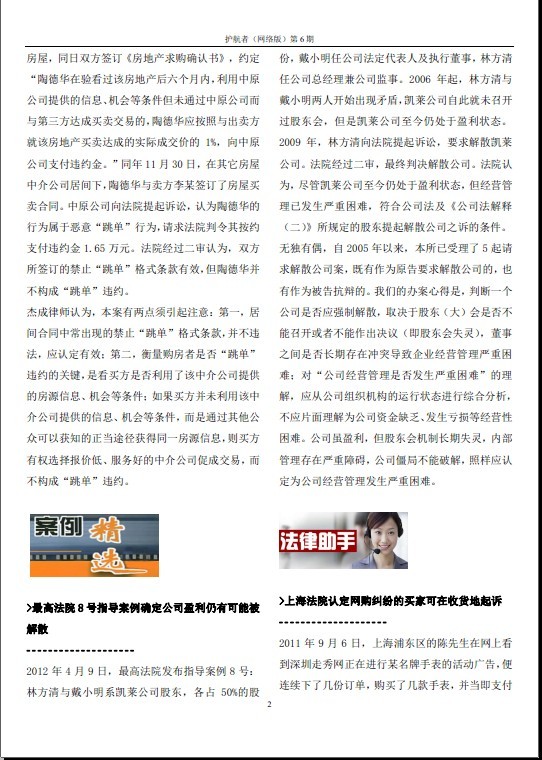 护航者（网络版）第 6 期
房屋，同日双方签订《房地产求购确认书》，约定
“陶德华在验看过该房地产后六个月内，利用中原
公司提供的信息、机会等条件但未通过中原公司而
与第三方达成买卖交易的，陶德华应按照与出卖方
就该房地产买卖达成的实际成交价的 1%，向中原
公司支付违约金。”同年 11 月 30 日，在其它房屋
中介公司居间下，陶德华与卖方李某签订了房屋买
卖合同。中原公司向法院提起诉讼，认为陶德华的
行为属于恶意“跳单”行为，请求法院判令其按约
支付违约金 1.65 万元。法院经过二审认为，双方
所签订的禁止“跳单”格式条款有效，但陶德华并
不构成“跳单”违约。
杰成律师认为，本案有两点须引起注意：第一，居
间合同中常出现的禁止“跳单”格式条款，并不违
法，应认定有效；第二，衡量购房者是否“跳单”
违约的关键，是看买方是否利用了该中介公司提供
的房源信息、机会等条件；如果买方并未利用该中
介公司提供的信息、机会等条件，而是通过其他公
众可以获知的正当途径获得同一房源信息，则买方
有权选择报价低、服务好的中介公司促成交易，而
不构成“跳单”违约。
案例精选
>最高法院 8 号指导案例确定公司盈利仍有可能被
解散
--------------------
2012 年 4 月 9 日，最高法院发布指导案例 8 号：
林方清与戴小明系凯莱公司股东，各占 50%的股
份，戴小明任公司法定代表人及执行董事，林方清
任公司总经理兼公司监事。2006 年起，林方清与
戴小明两人开始出现矛盾，凯莱公司自此就未召开
过股东会，但是凯莱公司至今仍处于盈利状态。
2009 年，林方清向法院提起诉讼，要求解散凯莱
公司。法院经过二审，最终判决解散公司。法院认
为，尽管凯莱公司至今仍处于盈利状态，但经营管
理已发生严重困难，符合公司法及《公司法解释
（二）》所规定的股东提起解散公司之诉的条件。
无独有偶，自 2005 年以来，本所已受理了 5 起请
求解散公司案，既有作为原告要求解散公司的，也
有作为被告抗辩的。我们的办案心得是，判断一个
公司是否应强制解散，取决于股东（大）会是否不
能召开或者不能作出决议（即股东会失灵），董事
之间是否长期存在冲突导致企业经营管理严重困
难；对“公司经营管理是否发生严重困难”的理
解，应从公司组织机构的运行状态进行综合分析，
不应片面理解为公司资金缺乏、发生亏损等经营性
困难。公司虽盈利，但股东会机制长期失灵，内部
管理存在严重障碍，公司僵局不能破解，照样应认
定为公司经营管理发生严重困难。
法律助手
>上海法院认定网购纠纷的买家可在收货地起诉
--------------------
2011 年 9 月 6 日，上海浦东区的陈先生在网上看
到深圳走秀网正在进行某名牌手表的活动广告，便
连续下了几份订单，购买了几款手表，并当即支付
2